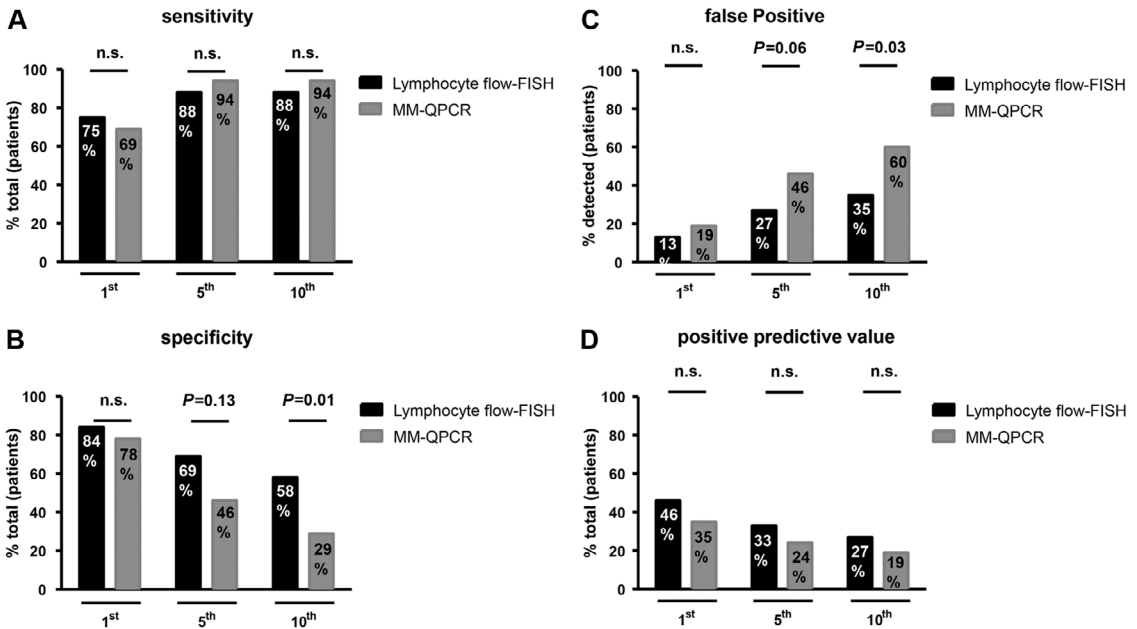 A
sensitivity
n.s.
n.s.
n.s.
100
80
60
40
20
0
% total (patients)
75
%
69
%
88
%
94
%
88
%
94
%
1st
5th
10th
Lymphocyte flow-FISH
MM-QPCR
C
false Positive
n.s.
P=0.06
P=0.03
100
80
60
40
20
0
% detected (patients)
13
%
19
%
27
%
46
%
35
%
60
%
1st
5th
10th
Lymphocyte flow-FISH
MM-QPCR
B
specificity
n.s.
P=0.13
P=0.01
100
80
60
40
20
0
% total (patients)
84
%
78
%
69
%
46
%
58
%
29
%
1st
5th
10th
Lymphocyte flow-FISH
MM-QPCR
D
positive predictive value
n.s.
n.s.
n.s.
100
80
60
40
20
0
% total (patients)
46
%
35
%
33
%
24
%
27
%
19
%
1st
5th
10th
Lymphocyte flow-FISH
MM-QPCR